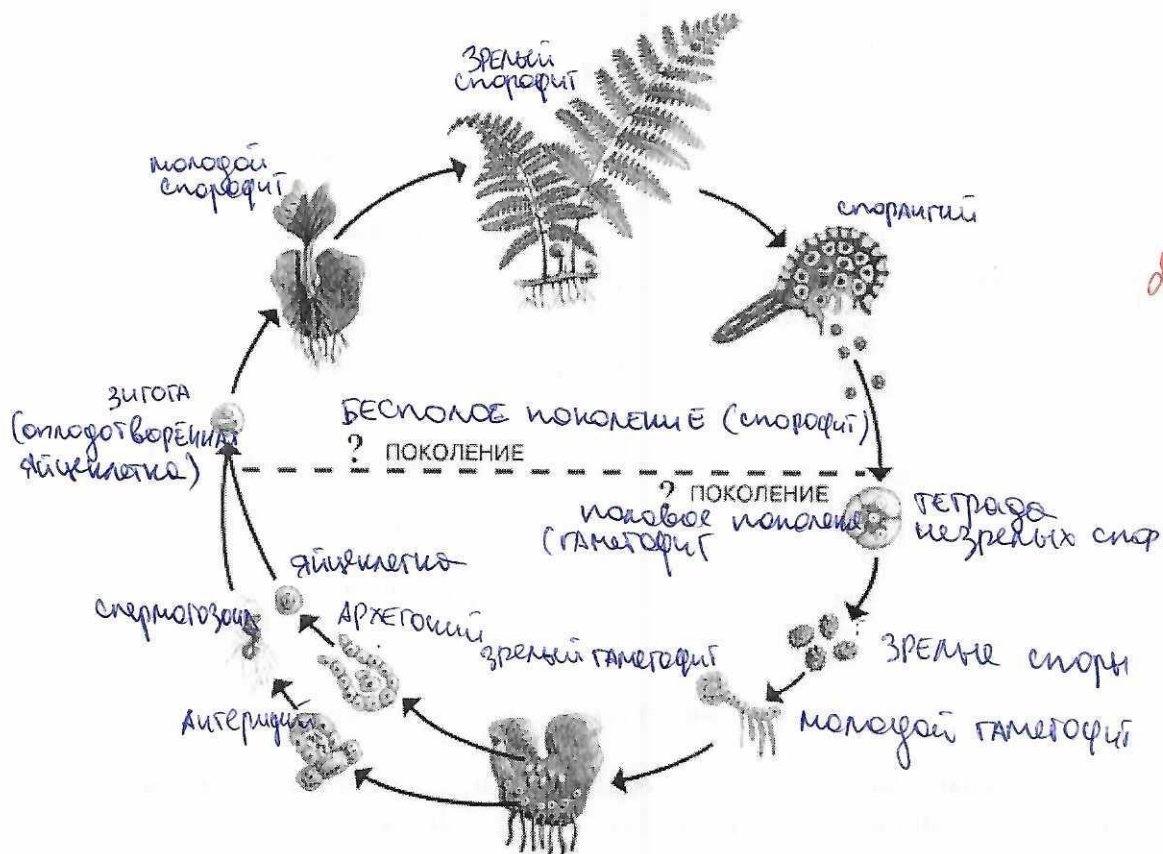 ЗРЕЛЫЙ
спорофит
молодой
спорофит
спорангий
ЗИГОТА
(оплодотворённая
яйцеклетка)
БЕСПОЛОЕ ПОКОЛЕНИЕ (спорофит)
? ПОКОЛЕНИЕ
? ПОКОЛЕНИЕ
половое поколение
(ГАМЕТОФИТ
ТЕТРАДА
незрелых спор
яйцеклетка
сперматозоид
АРХЕГОНИЙ
зрелый гаметофит
ЗРЕЛЫЕ СПОРЫ
Антеридий
молодой гаметофит